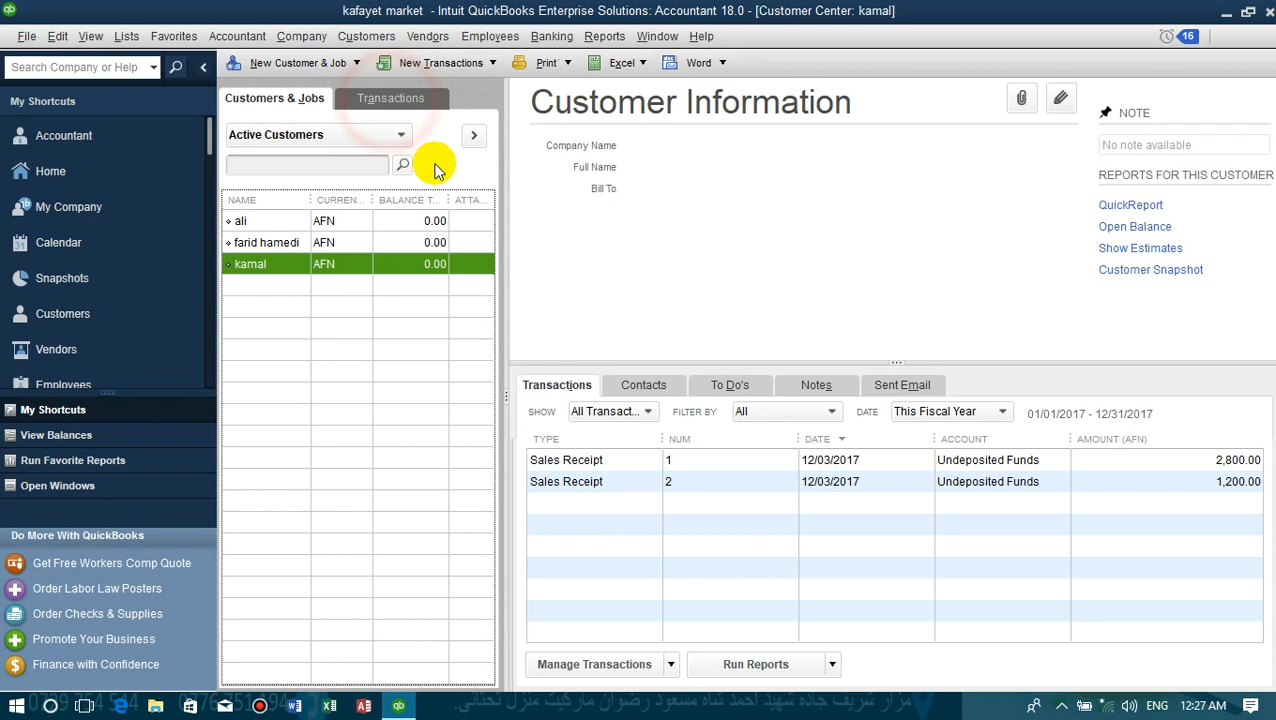 kafayet market - Intuit QuickBooks Enterprise Solutions: Accountant 18.0 - [Customer Center: kamal]
File Edit View Lists Favorites Accountant Company Customers Vendors Employees Banking Reports Window Help 16
Search Company or Help
New Customer & Job New Transactions Print Excel Word
My Shortcuts
Accountant
Home
My Company
Calendar
Snapshots
Customers
Vendors
Employees
My Shortcuts
View Balances
Run Favorite Reports
Open Windows
Do More With QuickBooks
Get Free Workers Comp Quote
Order Labor Law Posters
Order Checks & Supplies
Promote Your Business
Finance with Confidence
Customers & Jobs Transactions
Active Customers
NAME CURREN... BALANCE T... ATTA...
ali AFN 0.00
farid hamedi AFN 0.00
kamal AFN 0.00
Customer Information
Company Name
Full Name
Bill To
NOTE
No note available
REPORTS FOR THIS CUSTOMER
QuickReport
Open Balance
Show Estimates
Customer Snapshot
Transactions Contacts To Do's Notes Sent Email
SHOW All Transact... FILTER BY All DATE This Fiscal Year 01/01/2017 - 12/31/2017
TYPE NUM DATE ACCOUNT AMOUNT (AFN)
Sales Receipt 1 12/03/2017 Undeposited Funds 2,800.00
Sales Receipt 2 12/03/2017 Undeposited Funds 1,200.00
Manage Transactions Run Reports
ENG 12:27 AM